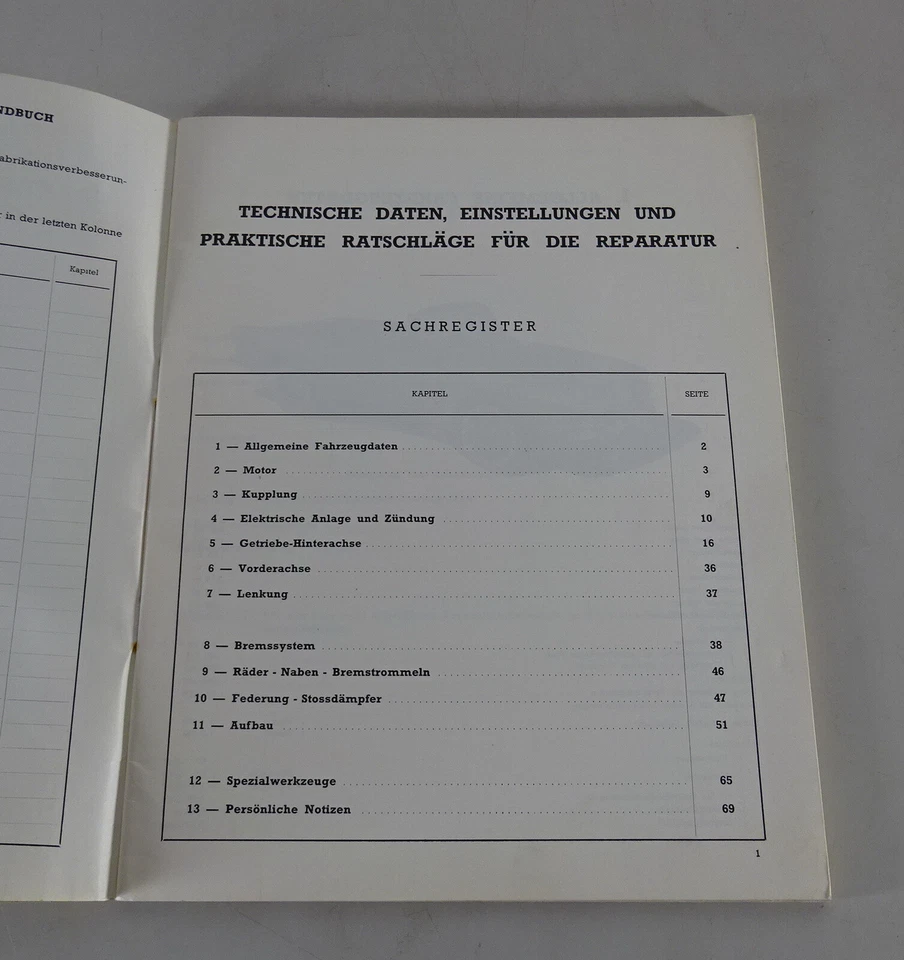 NDBUCH
abrikationsverbesserun-
in der letzten Kolonne
Kapitel
TECHNISCHE DATEN, EINSTELLUNGEN UND
PRAKTISCHE RATSCHLÄGE FÜR DIE REPARATUR
SACHREGISTER
KAPITEL SEITE
1 — Allgemeine Fahrzeugdaten 2
2 — Motor 3
3 — Kupplung 9
4 — Elektrische Anlage und Zündung 10
5 — Getriebe-Hinterachse 16
6 — Vorderachse 36
7 — Lenkung 37
8 — Bremssystem 38
9 — Räder - Naben - Bremstrommeln 46
10 — Federung - Stossdämpfer 47
11 — Aufbau 51
12 — Spezialwerkzeuge 65
13 — Persönliche Notizen 69
1